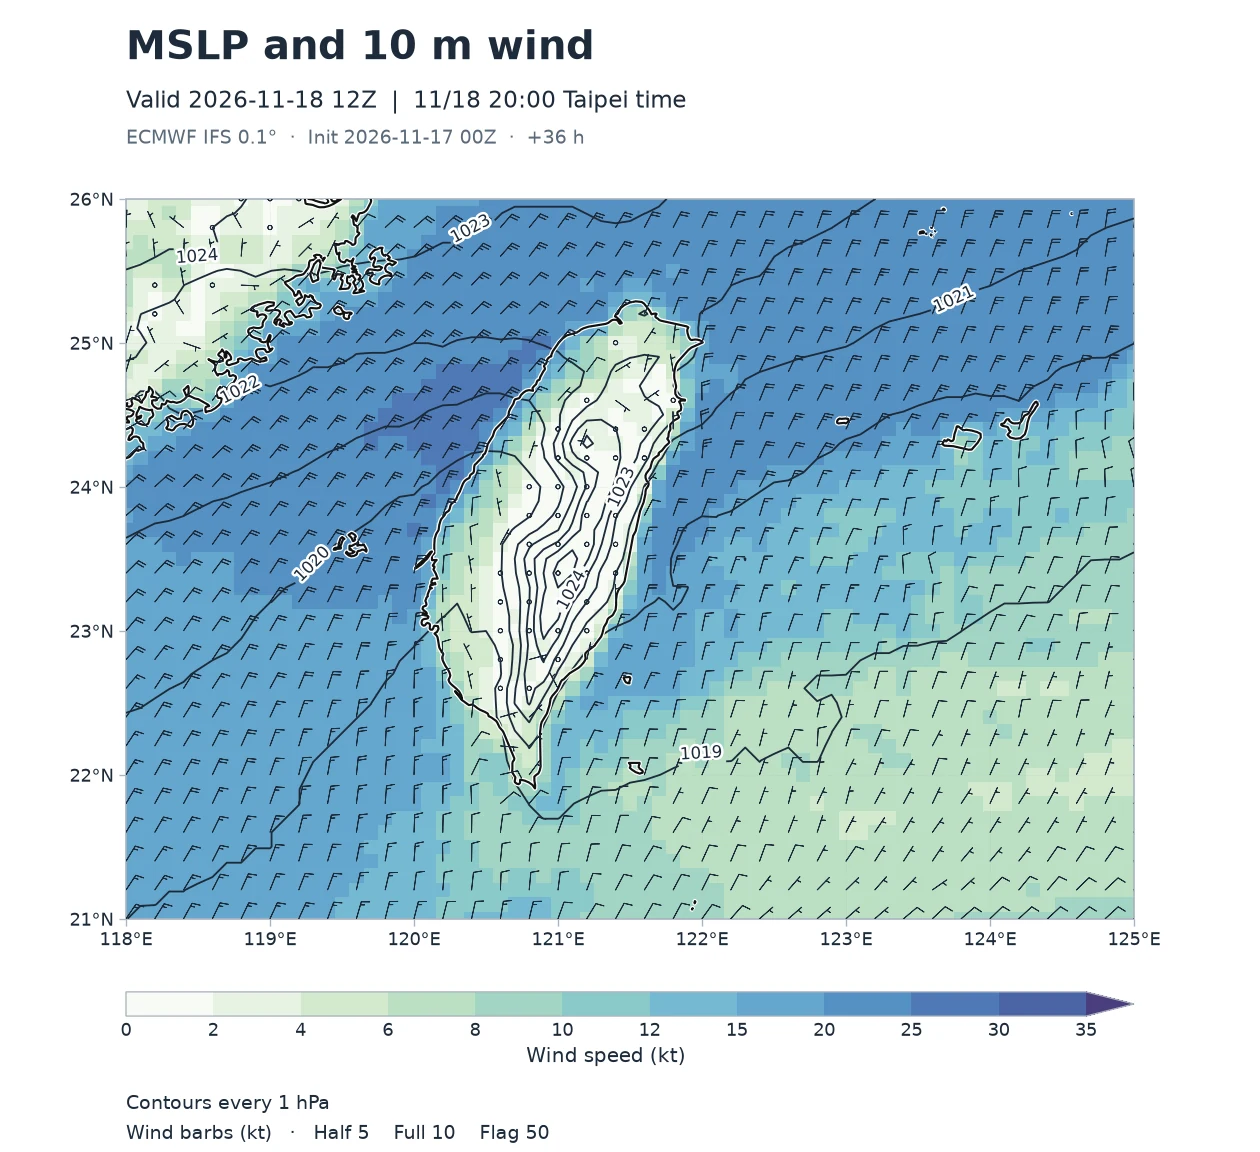 MSLP and 10 m wind
Valid 2026-11-18 12Z | 11/18 20:00 Taipei time
ECMWF IFS 0.1° · Init 2026-11-17 00Z · +36 h
26°N
1023
1024
1021
25°N
1022
24°N
1023
1020
1024
23°N
1019
22°N
21°N
118°E 119°E 120°E 121°E 122°E 123°E 124°E 125°E
0 2 4 6 8 10 12 15 20 25 30 35
Wind speed (kt)
Contours every 1 hPa
Wind barbs (kt) · Half 5 Full 10 Flag 50